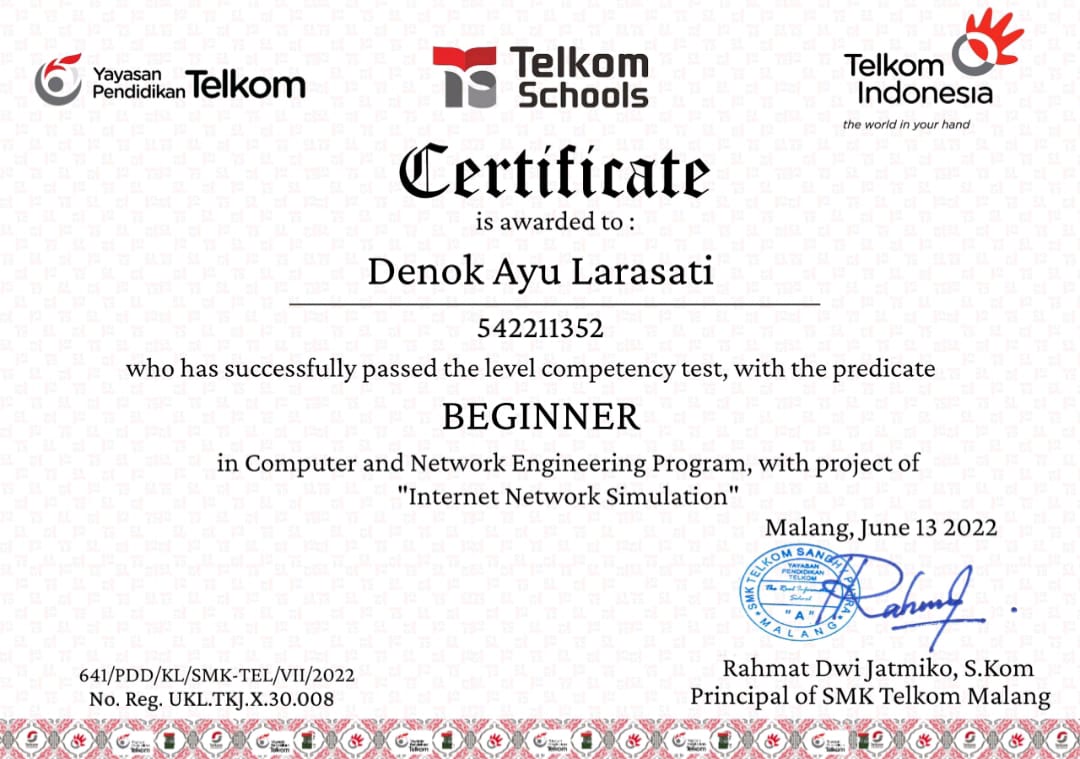 Yayasan
Pendidikan Telkom
Telkom
Schools
Telkom
Indonesia
the world in your hand
Certificate
is awarded to :
Denok Ayu Larasati
542211352
who has successfully passed the level competency test, with the predicate
BEGINNER
in Computer and Network Engineering Program, with project of
"Internet Network Simulation"
Malang, June 13 2022
SMK TELKOM SANDHY PUTRA
YAYASAN
PENDIDIKAN
TELKOM
The Real Informa
School
" A "
MALANG
Rahmat Dwi Jatmiko, S.Kom
Principal of SMK Telkom Malang
641/PDD/KL/SMK-TEL/VII/2022
No. Reg. UKL.TKJ.X.30.008